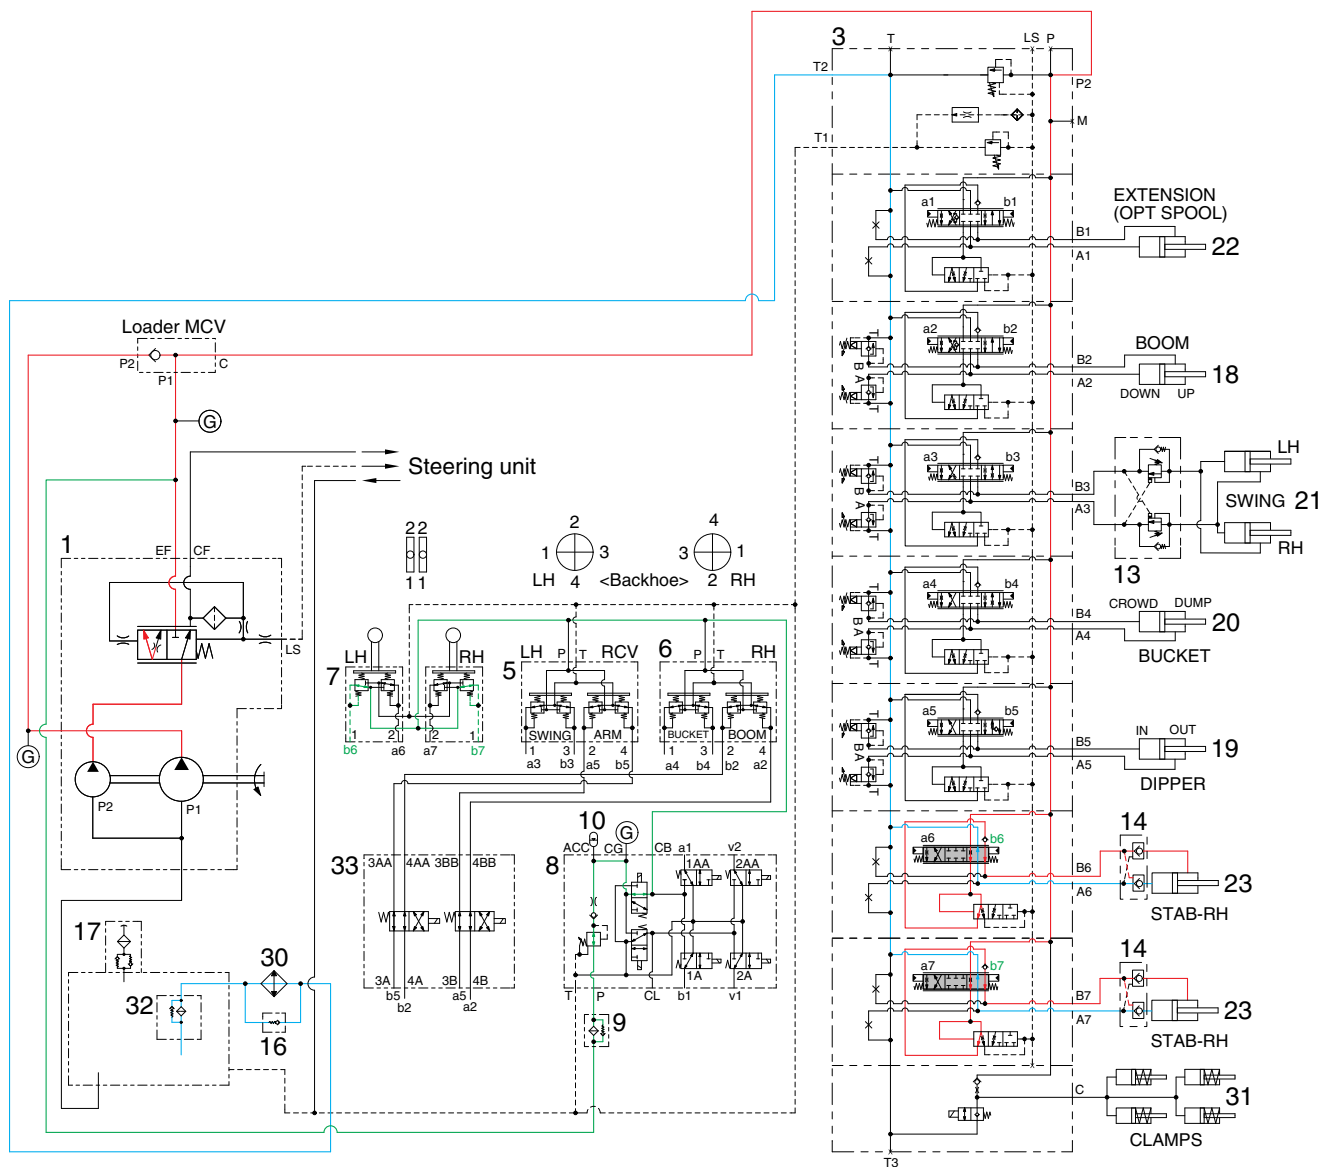 3 T LS P
T2
P2
M
T1
a1 b1
EXTENSION
(OPT SPOOL)
B1
A1
22
Loader MCV
P2 C
P1
G
a2 b2
BOOM
B2
A2
18
DOWN UP
T
B
A
T
Steering unit
a3 b3
LH
B3
A3
SWING 21
RH
13
T
B
A
T
1
EF CF
LS
P2 P1
G
2 2
1 1
2
1 3
LH 4
<Backhoe>
4
3 1
2 RH
a4 b4
CROWD DUMP
B4
A4
20
BUCKET
T
B
A
T
7
LH RH
1 2 2 1
b6 a6 a7 b7
5
LH RCV
P T
SWING ARM
1 3 2 4
a3 b3 a5 b5
6
RH
P T
BUCKET BOOM
1 3 2 4
a4 b4 b2 a2
a5 b5
IN OUT
B5
A5
19
DIPPER
T
B
A
T
10 G
ACC CG CB a1 v2
8
1AA 2AA
1A 2A
T P CL b1 v1
33
3AA 4AA 3BB 4BB
3A 4A 3B 4B
b5 a5
b2 a2
9
a6 b6
14
B6
A6
23
STAB-RH
17
30
32
16
a7 b7
14
B7
A7
23
STAB-RH
C
31
CLAMPS
T3